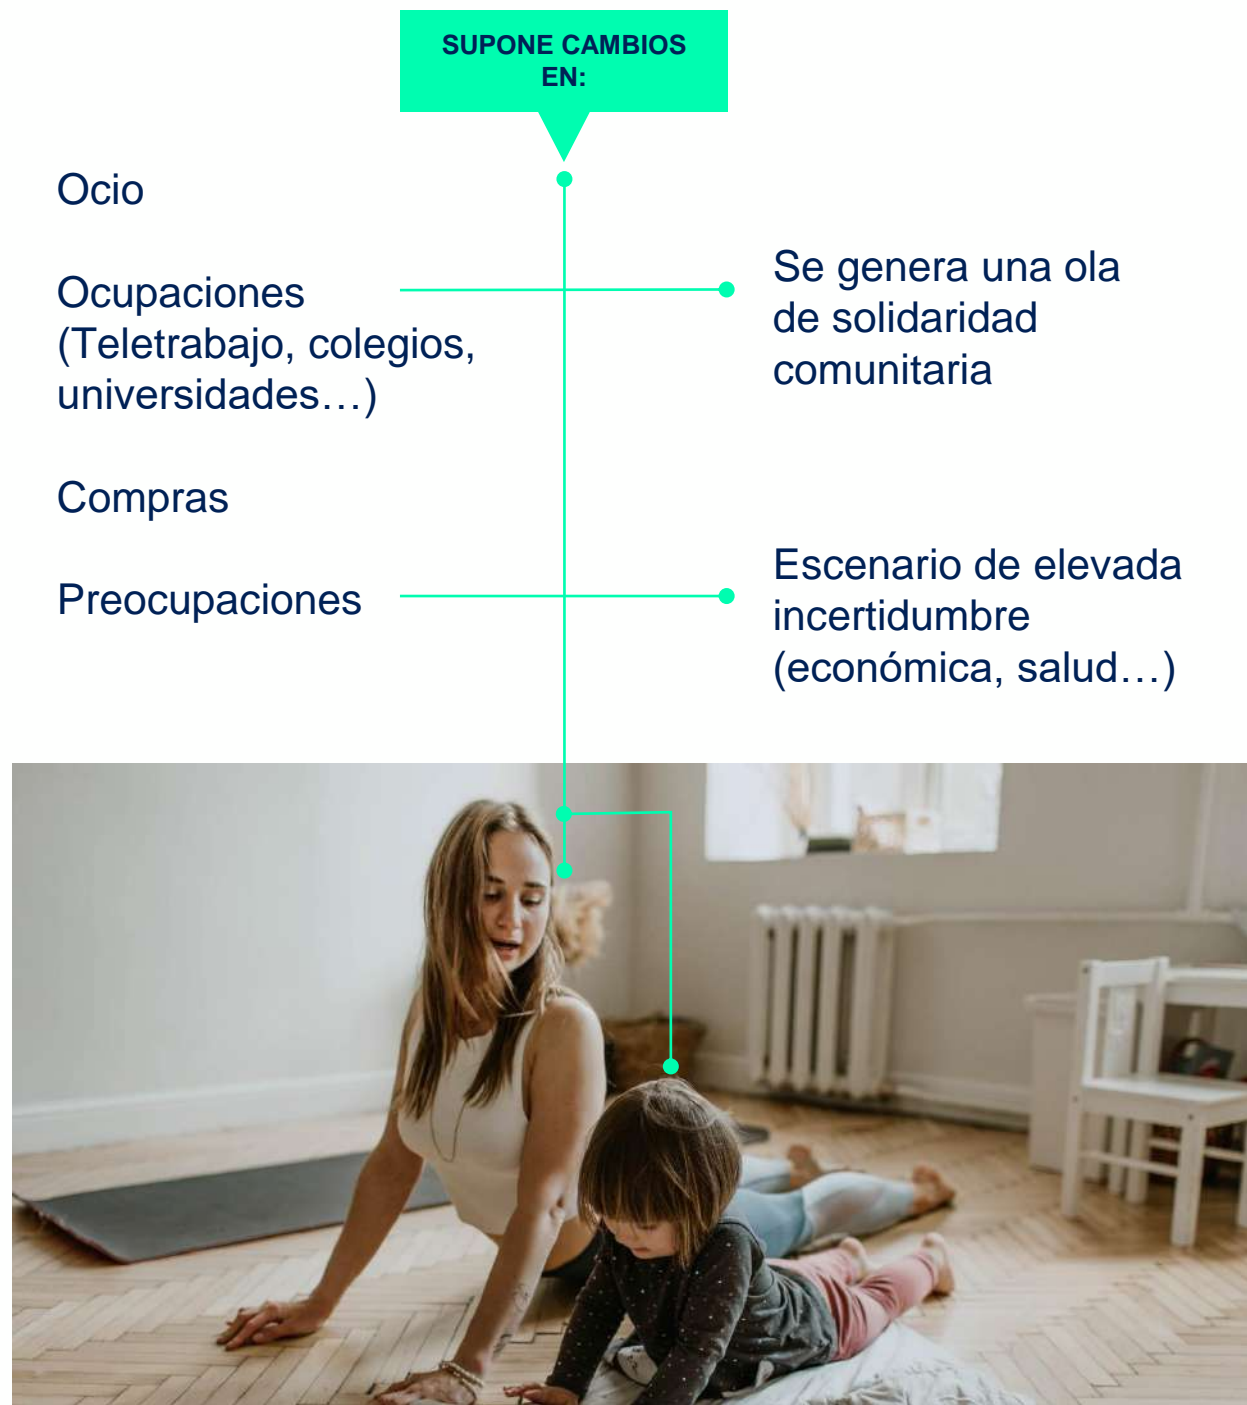 SUPONE CAMBIOS
EN:
Ocio
Ocupaciones
(Teletrabajo, colegios,
universidades…)
Compras
Preocupaciones
Se genera una ola
de solidaridad
comunitaria
Escenario de elevada
incertidumbre
(económica, salud…)